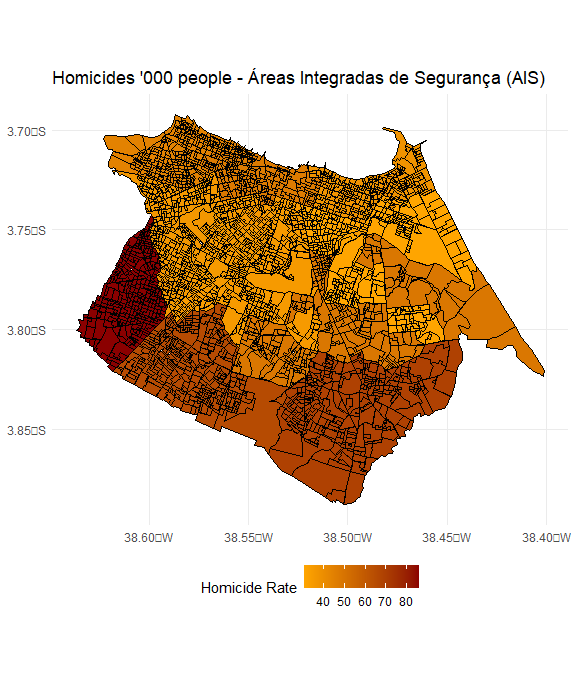 Homicides '000 people - Áreas Integradas de Segurança (AIS)
3.70□S
3.75□S
3.80□S
3.85□S
38.60□W 38.55□W 38.50□W 38.45□W 38.40□W
Homicide Rate
40 50 60 70 80